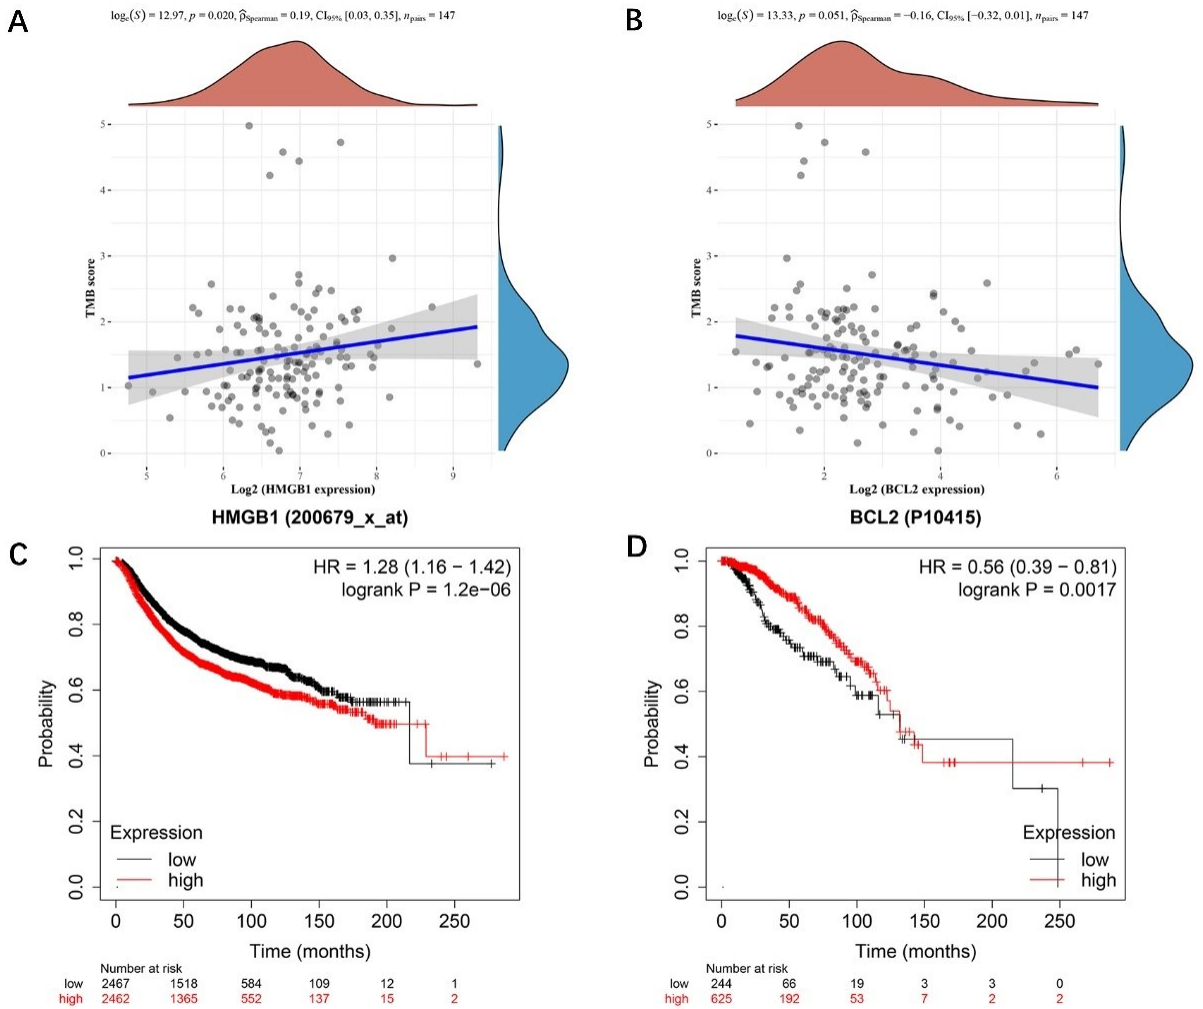 A
logₑ(S) = 12.97, p = 0.020, ρ̂Spearman = 0.19, CI95% [0.03, 0.35], npairs = 147
TMB score
5
4
3
2
1
0
5 6 7 8 9
Log2 (HMGB1 expression)
B
logₑ(S) = 13.33, p = 0.051, ρ̂Spearman = −0.16, CI95% [−0.32, 0.01], npairs = 147
TMB score
5
4
3
2
1
0
2 4 6
Log2 (BCL2 expression)
C
HMGB1 (200679_x_at)
HR = 1.28 (1.16 − 1.42)
logrank P = 1.2e−06
Probability
1.0
0.8
0.6
0.4
0.2
0.0
Expression
low
high
0 50 100 150 200 250
Time (months)
Number at risk
low 2467 1518 584 109 12 1
high 2462 1365 552 137 15 2
D
BCL2 (P10415)
HR = 0.56 (0.39 − 0.81)
logrank P = 0.0017
Probability
1.0
0.8
0.6
0.4
0.2
0.0
Expression
low
high
0 50 100 150 200 250
Time (months)
Number at risk
low 244 66 19 3 3 0
high 625 192 53 7 2 2